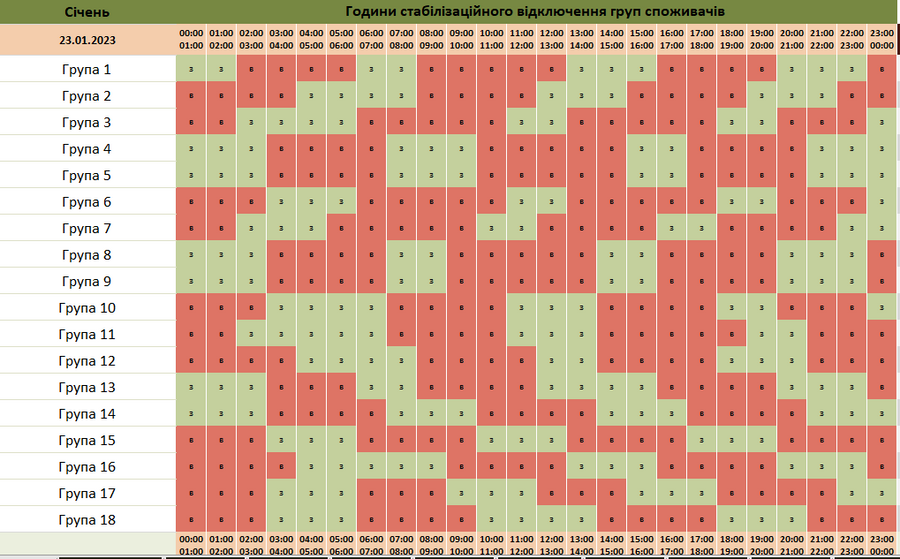 Січень Години стабілізаційного відключення груп споживачів
00:00 01:00 02:00 03:00 04:00 05:00 06:00 07:00 08:00 09:00 10:00 11:00 12:00 13:00 14:00 15:00 16:00 17:00 18:00 19:00 20:00 21:00 22:00 23:00
23.01.2023 01:00 02:00 03:00 04:00 05:00 06:00 07:00 08:00 09:00 10:00 11:00 12:00 13:00 14:00 15:00 16:00 17:00 18:00 19:00 20:00 21:00 22:00 23:00 00:00
Група 1 з з в в в в з з в в в в в з з з в в в в з з з в
Група 2 в в в в з з з з в в в в з з з в в в в з з з в в
Група 3 в в з з з з в в в в в з з в в в в в з з в в в з
Група 4 з з з в в в в з з з в в в в в з з в в в в з з з
Група 5 з з з в в в в з з з в в в в в з з в в в в з з з
Група 6 в в в з з з в в в в в з з в в в в в з з в в в з
Група 7 в в з з з в в в в в з з в в в в з з в в в в з з
Група 8 з з з в в в в з з в в в в в з з в в в в з з з в
Група 9 з з з в в в в з з в в в в в з з в в в в з з з в
Група 10 в в в з з з з в в в в з з з в в в в з з в в в з
Група 11 в в з з з з з в в в в з з з в в в в в з з в в в
Група 12 в в в в з з з з в в в в з з в в в в з з з в в в
Група 13 з з з в в в з з в в в в з з з з в в в в з з з в
Група 14 з з з в в в в з з з в в в в з з з в в в в з з з
Група 15 в в в з з з в в в в з з з в в в в з з з в в в в
Група 16 в в в в з з з з з в в в в з з з в в в в з з з в
Група 17 в в в з з з в в в з з з в в в з з з в в в в з з
Група 18 в в в з з з в в в в з з з з в в в в з з з в в в
00:00 01:00 02:00 03:00 04:00 05:00 06:00 07:00 08:00 09:00 10:00 11:00 12:00 13:00 14:00 15:00 16:00 17:00 18:00 19:00 20:00 21:00 22:00 23:00
01:00 02:00 03:00 04:00 05:00 06:00 07:00 08:00 09:00 10:00 11:00 12:00 13:00 14:00 15:00 16:00 17:00 18:00 19:00 20:00 21:00 22:00 23:00 00:00